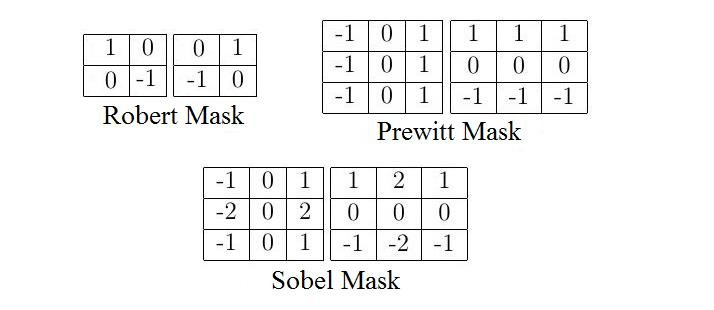 1 0 0 1
0 -1 -1 0
Robert Mask
-1 0 1 1 1 1
-1 0 1 0 0 0
-1 0 1 -1 -1 -1
Prewitt Mask
-1 0 1 1 2 1
-2 0 2 0 0 0
-1 0 1 -1 -2 -1
Sobel Mask